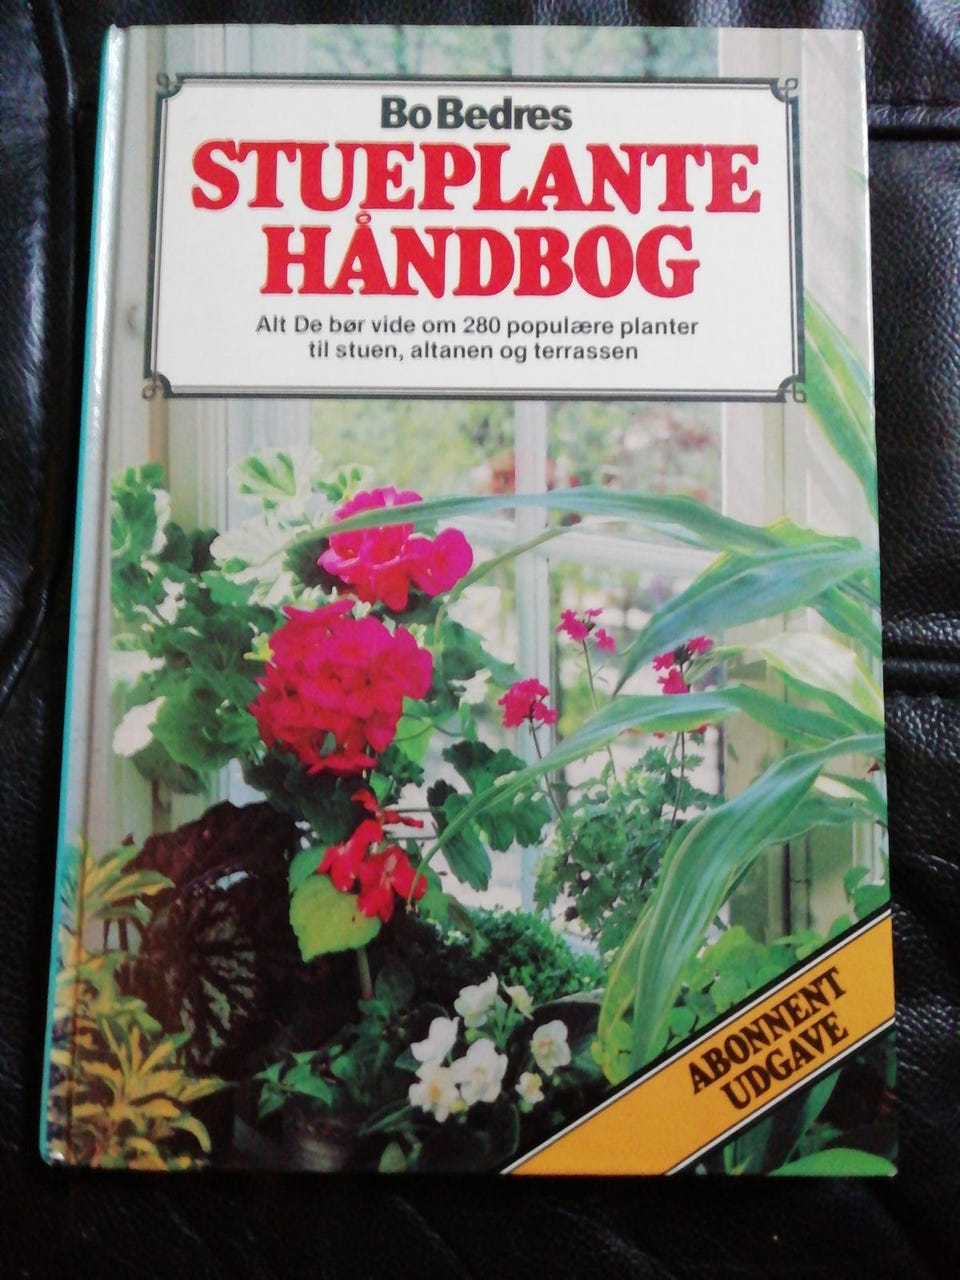 Bo Bedres
STUEPLANTE
HÅNDBOG
Alt De bør vide om 280 populære planter
til stuen, altanen og terrassen
ABONNENT
UDGAVE